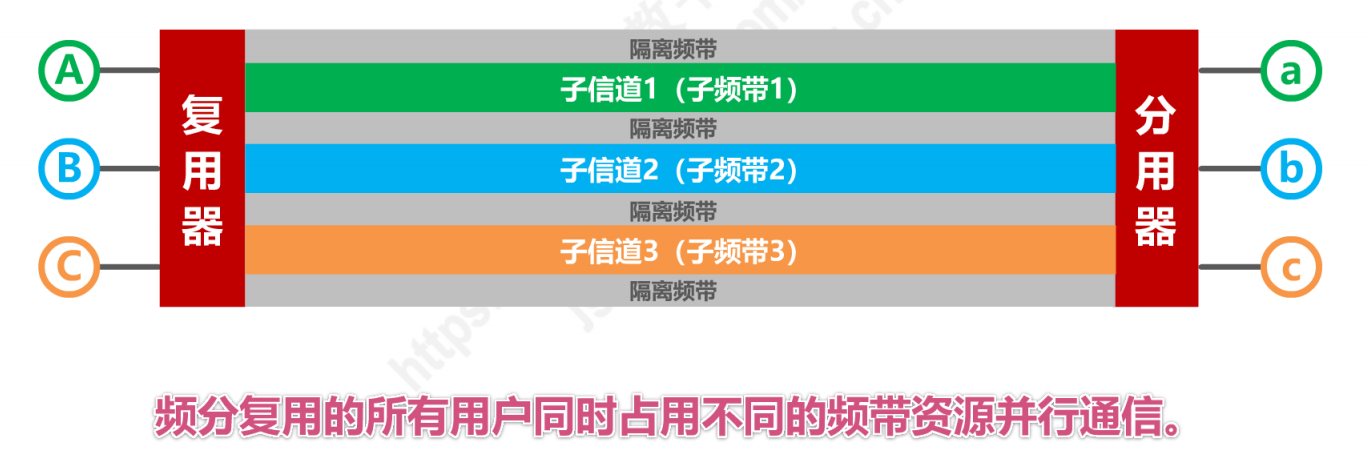 隔离频带
A
子信道1（子频带1）
a
复用器
隔离频带
分用器
B
子信道2（子频带2）
b
隔离频带
C
子信道3（子频带3）
c
隔离频带
https
频分复用的所有用户同时占用不同的频带资源并行通信。